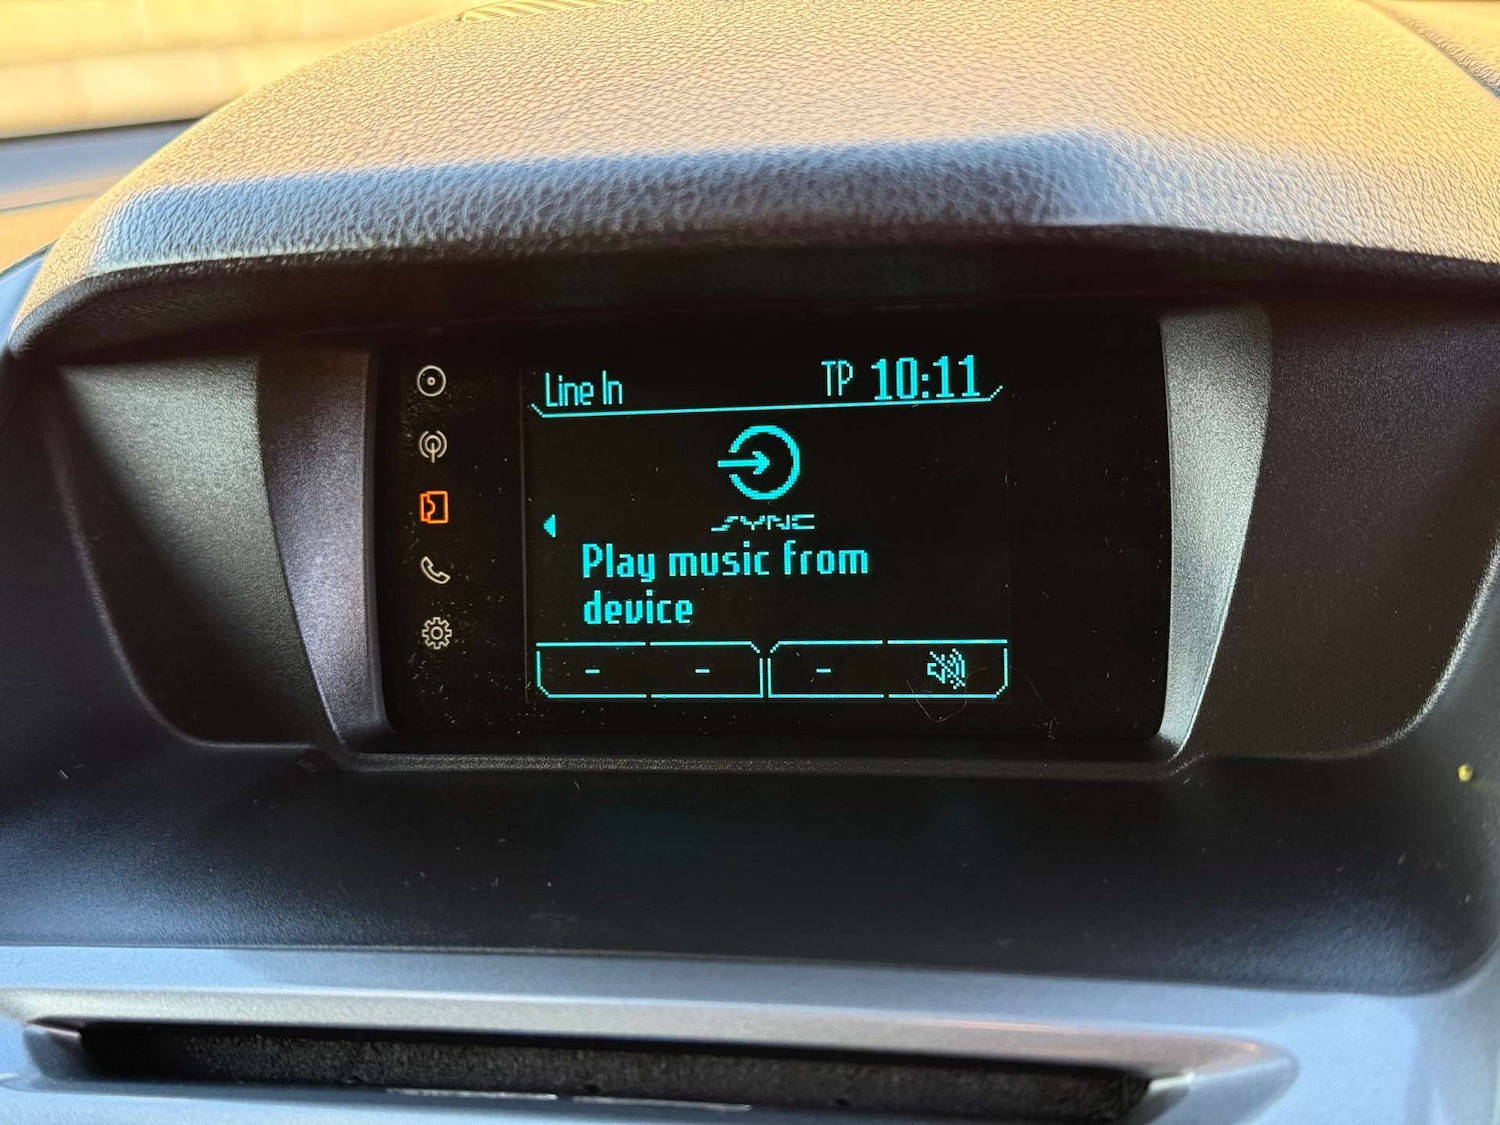 Line In TP 10:11
SYNC
Play music from
device
- - -